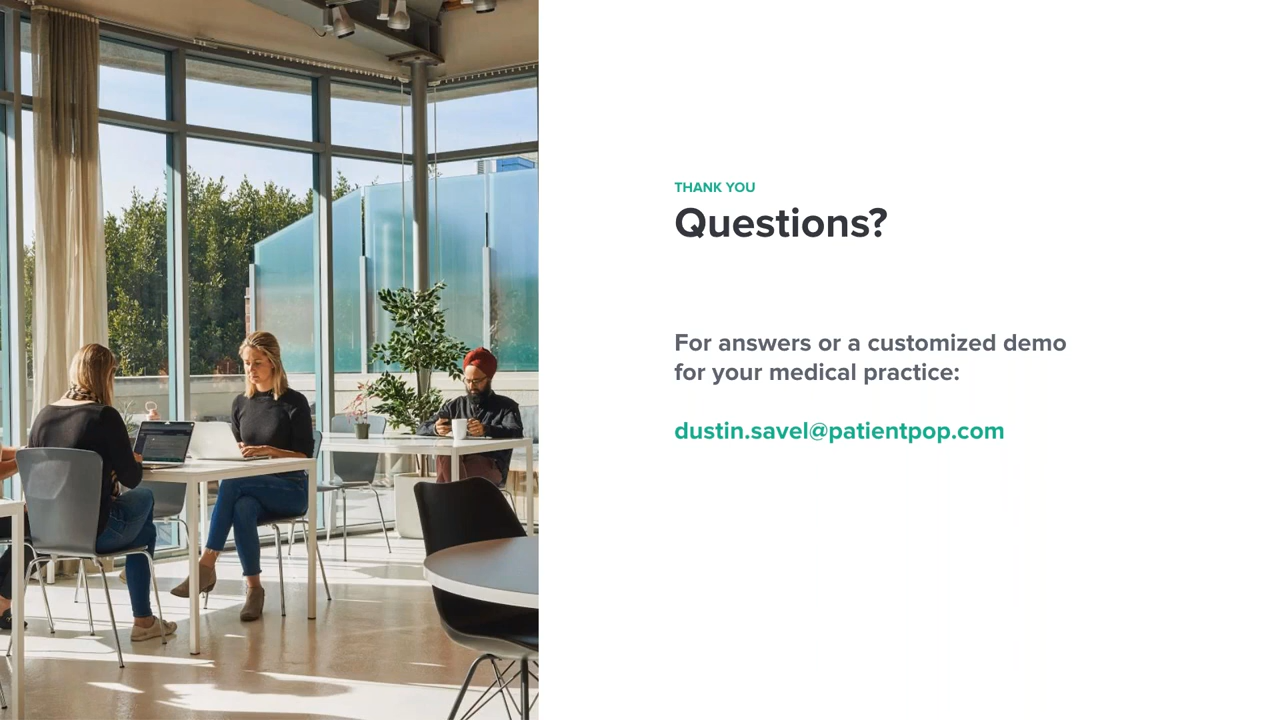 THANK YOU
Questions?
For answers or a customized demo
for your medical practice:
dustin.savel@patientpop.com